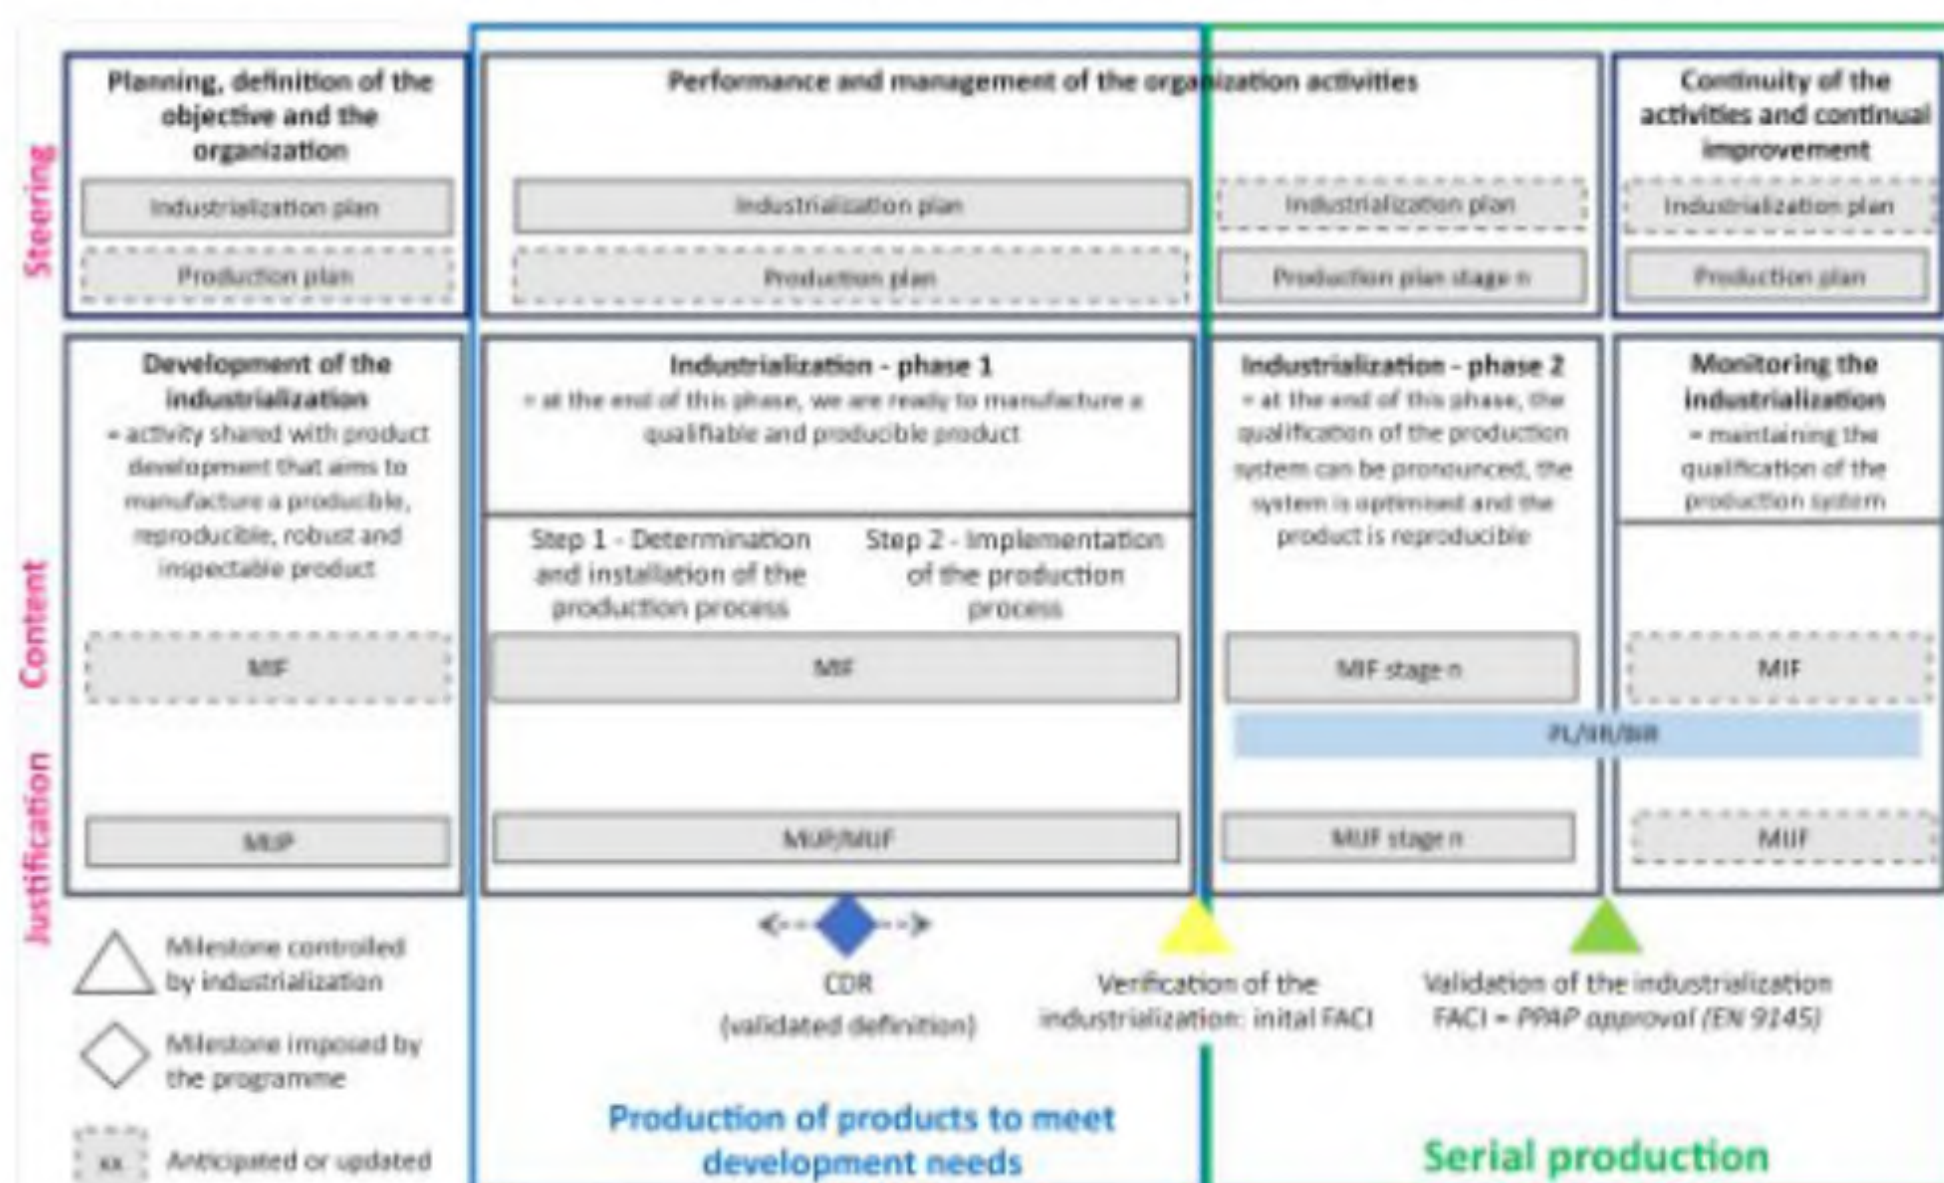 Steering
Planning, definition of the
objective and the
organization
Industrialization plan
Production plan
Performance and management of the organization activities
Industrialization plan
Production plan
Industrialization plan
Production plan stage n
Continuity of the
activities and continual
improvement
Industrialization plan
Production plan
Content
Justification
Development of the
industrialization
= activity shared with product
development that aims to
manufacture a producible,
reproducible, robust and
inspectable product
MIF
MUP
Industrialization - phase 1
= at the end of this phase, we are ready to manufacture a
qualifiable and producible product
Step 1 - Determination
and installation of the
production process
Step 2 - Implementation
of the production
process
MIF
MUP/MUF
Industrialization - phase 2
= at the end of this phase, the
qualification of the production
system can be pronounced, the
system is optimised and the
product is reproducible
MIF stage n
MUF stage n
Monitoring the
industrialization
= maintaining the
qualification of the
production system
MIF
MUF
Milestone controlled
by industrialization
Milestone imposed by
the programme
xx
Anticipated or updated
CDR
(validated definition)
Verification of the
industrialization: inital FACI
Validation of the industrialization
FACI = PPAP approval (EN 9145)
Production of products to meet
development needs
Serial production